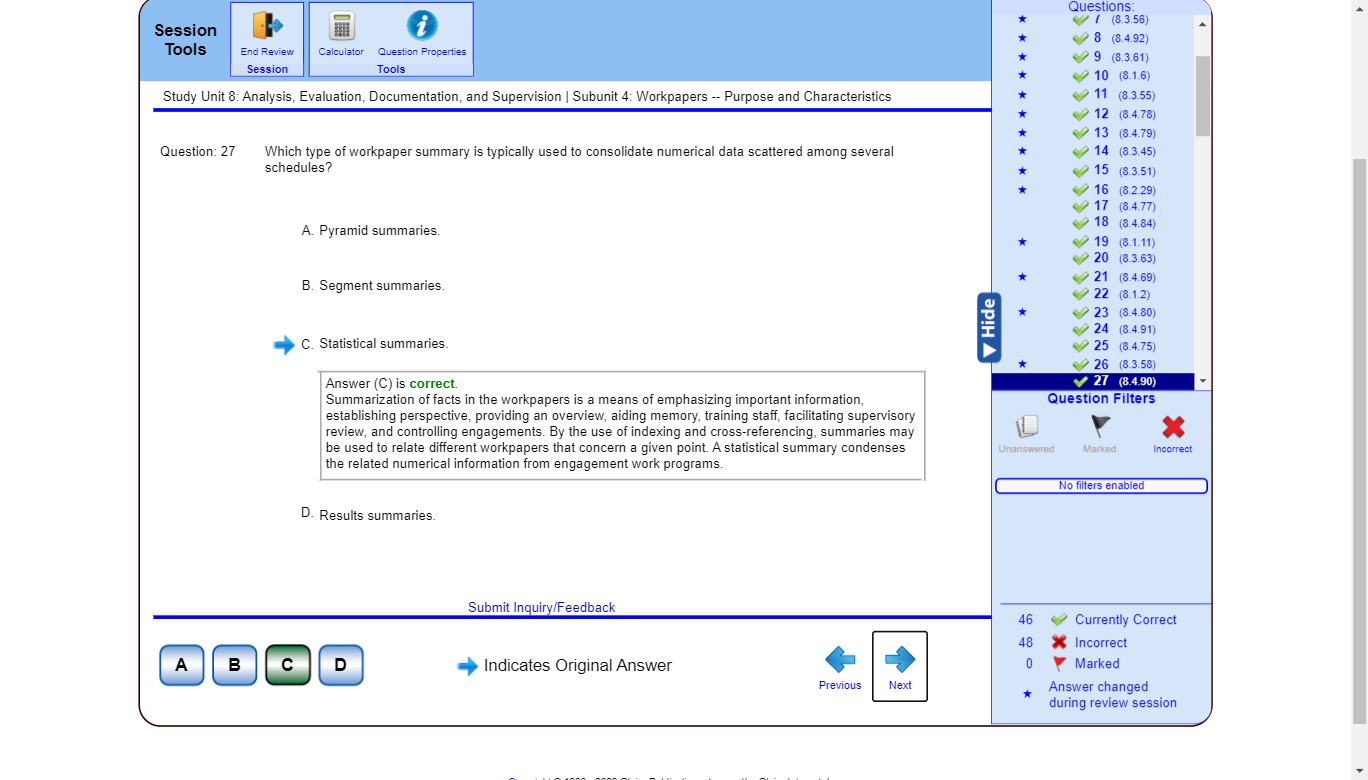 Session
Tools
End Review
Session
Calculator
Question Properties
Tools
Study Unit 8: Analysis, Evaluation, Documentation, and Supervision | Subunit 4: Workpapers -- Purpose and Characteristics
Question: 27
Which type of workpaper summary is typically used to consolidate numerical data scattered among several
schedules?
A. Pyramid summaries.
B. Segment summaries.
C. Statistical summaries.
Answer (C) is correct.
Summarization of facts in the workpapers is a means of emphasizing important information,
establishing perspective, providing an overview, aiding memory, training staff, facilitating supervisory
review, and controlling engagements. By the use of indexing and cross-referencing, summaries may
be used to relate different workpapers that concern a given point. A statistical summary condenses
the related numerical information from engagement work programs.
D. Results summaries.
Submit Inquiry/Feedback
A B C D
Indicates Original Answer
Previous
Next
Hide
Questions:
7 (8.3.56)
8 (8.4.92)
9 (8.3.61)
10 (8.1.6)
11 (8.3.55)
12 (8.4.78)
13 (8.4.79)
14 (8.3.45)
15 (8.3.51)
16 (8.2.29)
17 (8.4.77)
18 (8.4.84)
19 (8.1.11)
20 (8.3.63)
21 (8.4.69)
22 (8.1.2)
23 (8.4.80)
24 (8.4.91)
25 (8.4.75)
26 (8.3.58)
27 (8.4.90)
Question Filters
Unanswered
Marked
Incorrect
No filters enabled
46 Currently Correct
48 Incorrect
0 Marked
Answer changed
during review session